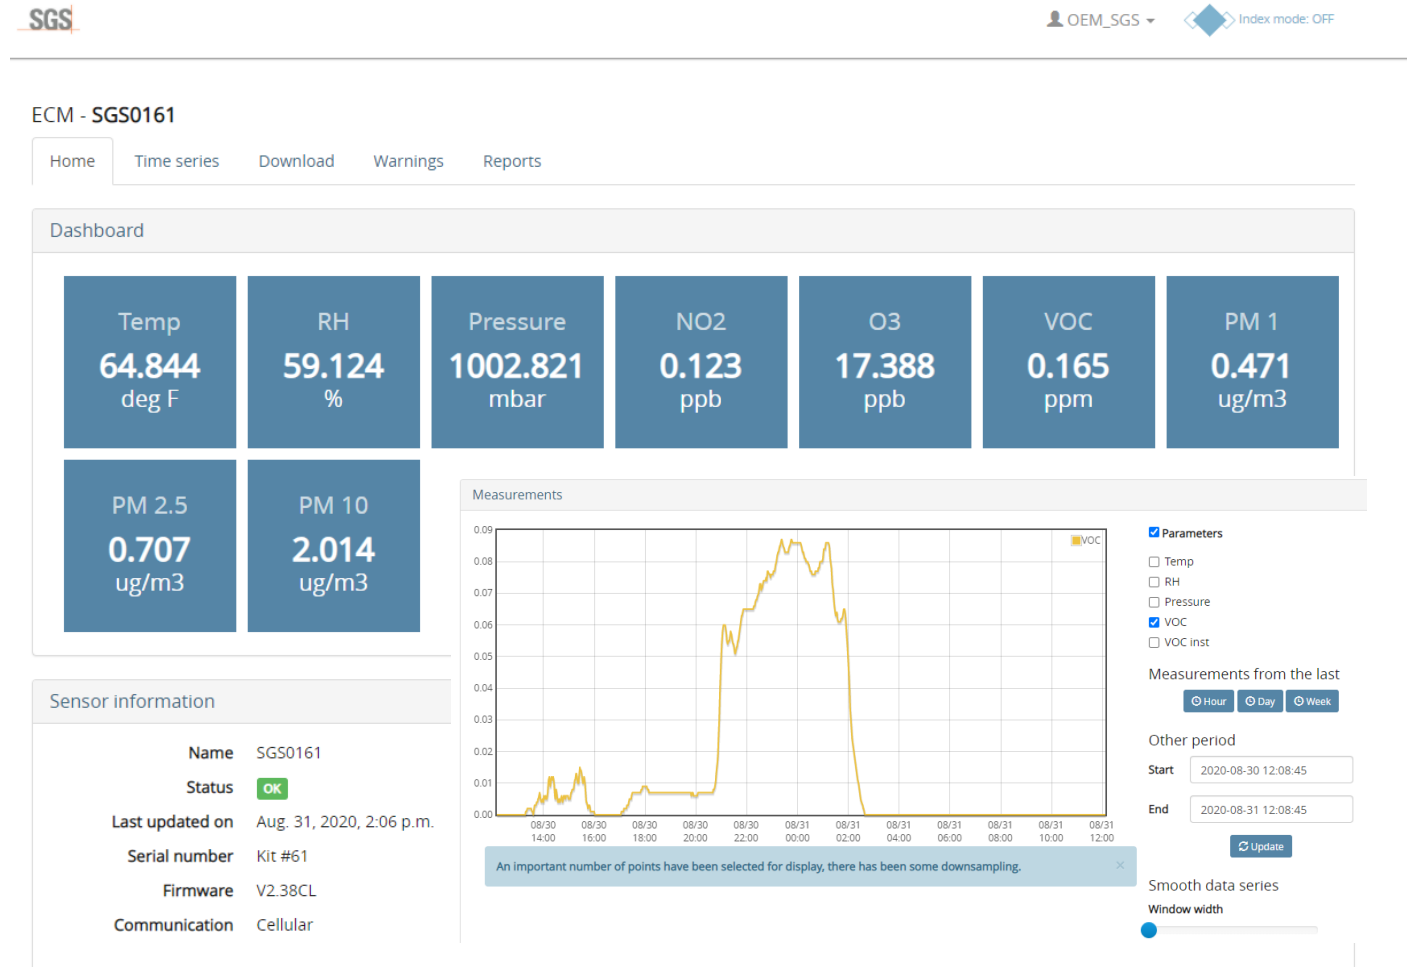 SGS
OEM_SGS
Index mode: OFF
ECM - SGS0161
Home Time series Download Warnings Reports
Dashboard
Temp
64.844
deg F
RH
59.124
%
Pressure
1002.821
mbar
NO2
0.123
ppb
O3
17.388
ppb
VOC
0.165
ppm
PM 1
0.471
ug/m3
PM 2.5
0.707
ug/m3
PM 10
2.014
ug/m3
Sensor information
Name SGS0161
Status OK
Last updated on Aug. 31, 2020, 2:06 p.m.
Serial number Kit #61
Firmware V2.38CL
Communication Cellular
Measurements
0.09
0.08
0.07
0.06
0.05
0.04
0.03
0.02
0.01
0.00
VOC
08/30 08/30 08/30 08/30 08/30 08/31 08/31 08/31 08/31 08/31 08/31 08/31
14:00 16:00 18:00 20:00 22:00 00:00 02:00 04:00 06:00 08:00 10:00 12:00
An important number of points have been selected for display, there has been some downsampling. ×
Parameters
Temp
RH
Pressure
VOC
VOC inst
Measurements from the last
Hour Day Week
Other period
Start 2020-08-30 12:08:45
End 2020-08-31 12:08:45
Update
Smooth data series
Window width